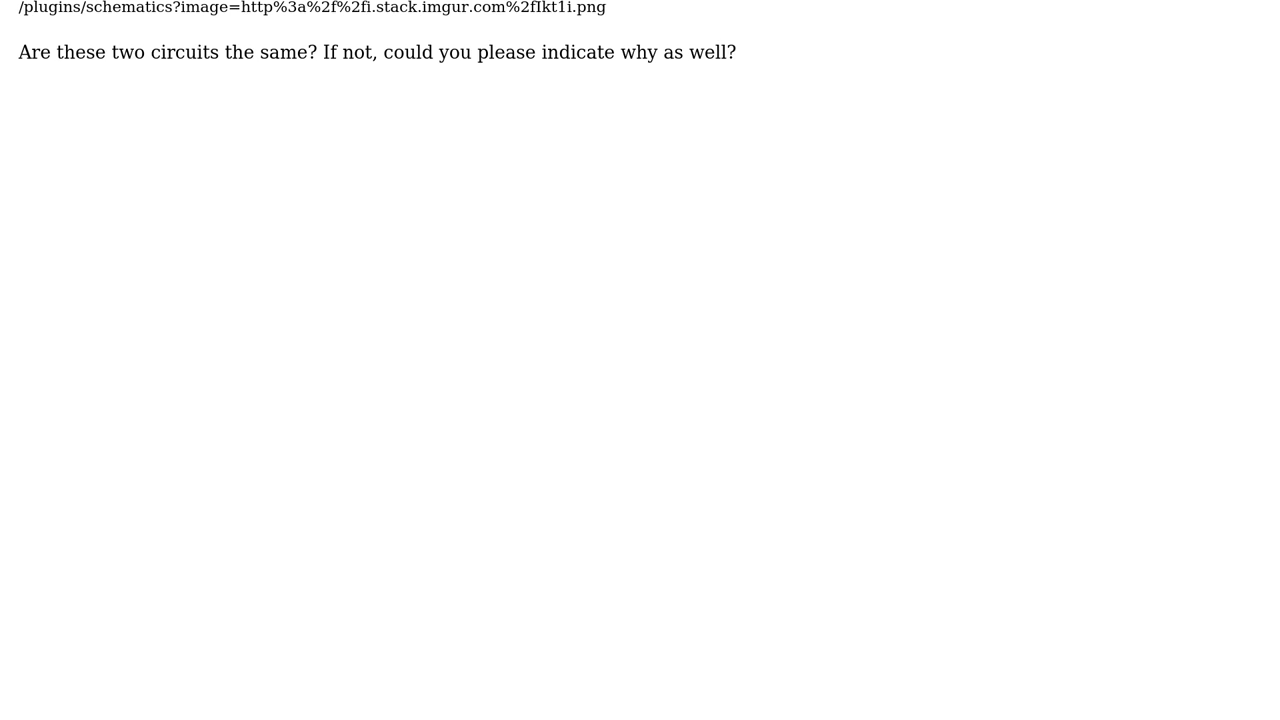 /plugins/schematics?image=http%3a%2f%2fi.stack.imgur.com%2fIkt1i.png
Are these two circuits the same? If not, could you please indicate why as well?